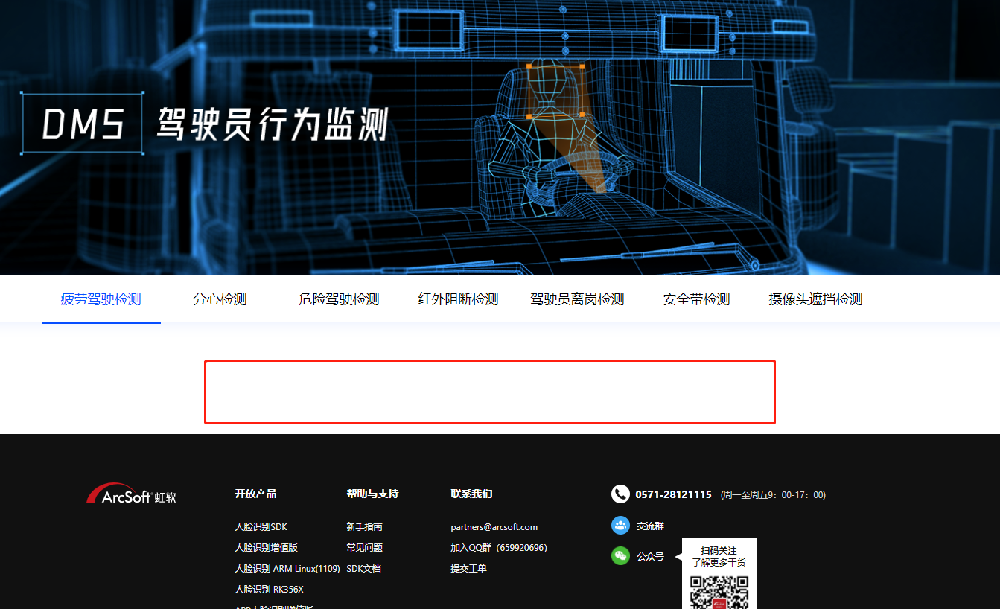 DMS 驾驶员行为监测
疲劳驾驶检测 分心检测 危险驾驶检测 红外阻断检测 驾驶员离岗检测 安全带检测 摄像头遮挡检测
ArcSoft 虹软
开放产品
人脸识别SDK
人脸识别增值版
人脸识别 ARM Linux(1109)
人脸识别 RK356X
帮助与支持
新手指南
常见问题
SDK文档
联系我们
partners@arcsoft.com
加入QQ群（659920696）
提交工单
0571-28121115 （周一至周五9：00-17：00）
交流群
公众号
扫码关注
了解更多干货